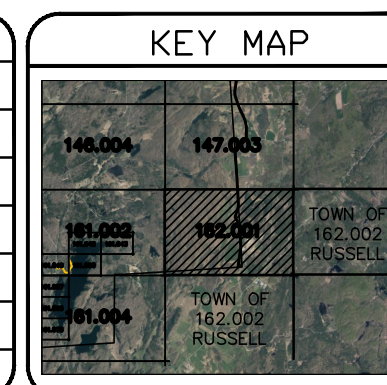 KEY MAP
146.004
147.003
161.002
162.001
TOWN OF
162.002
RUSSELL
161.004
TOWN OF
162.002
RUSSELL